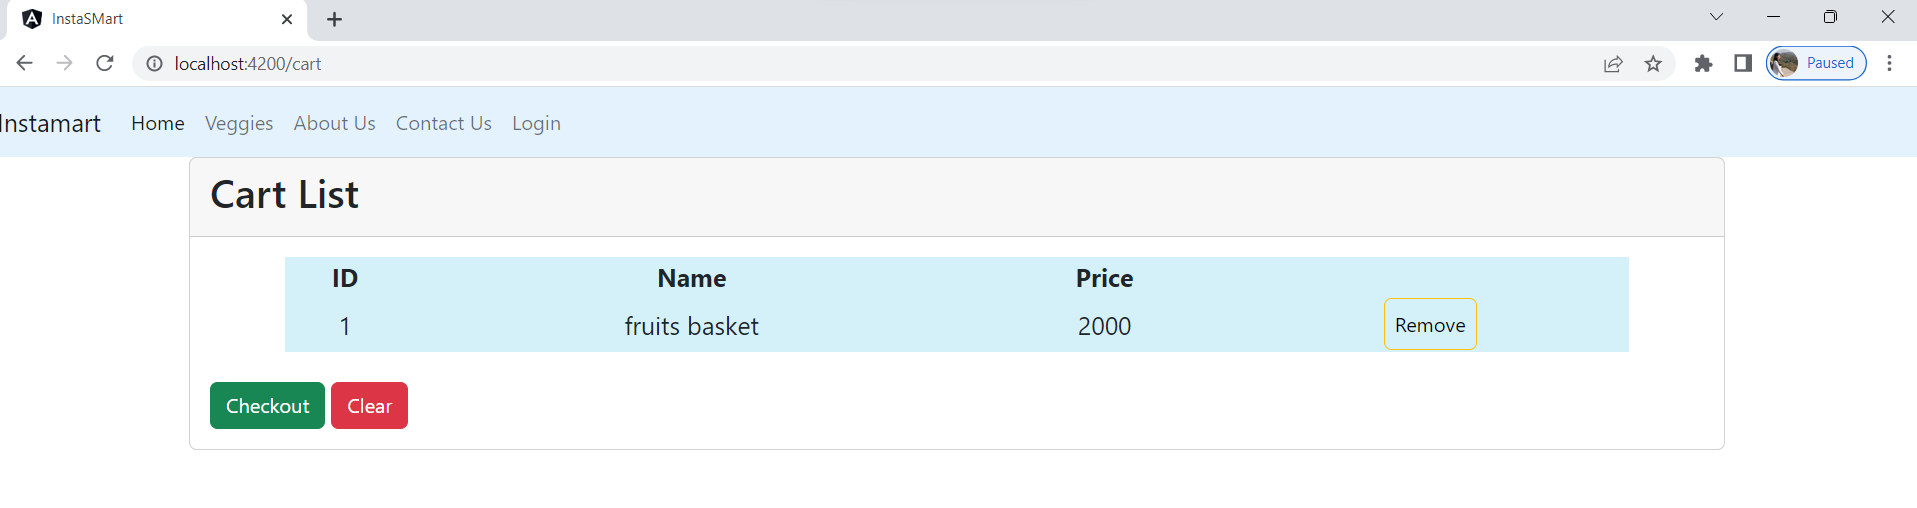 InstaSMart
localhost:4200/cart
Paused
Instamart Home Veggies About Us Contact Us Login
Cart List
ID Name Price
1 fruits basket 2000 Remove
Checkout Clear